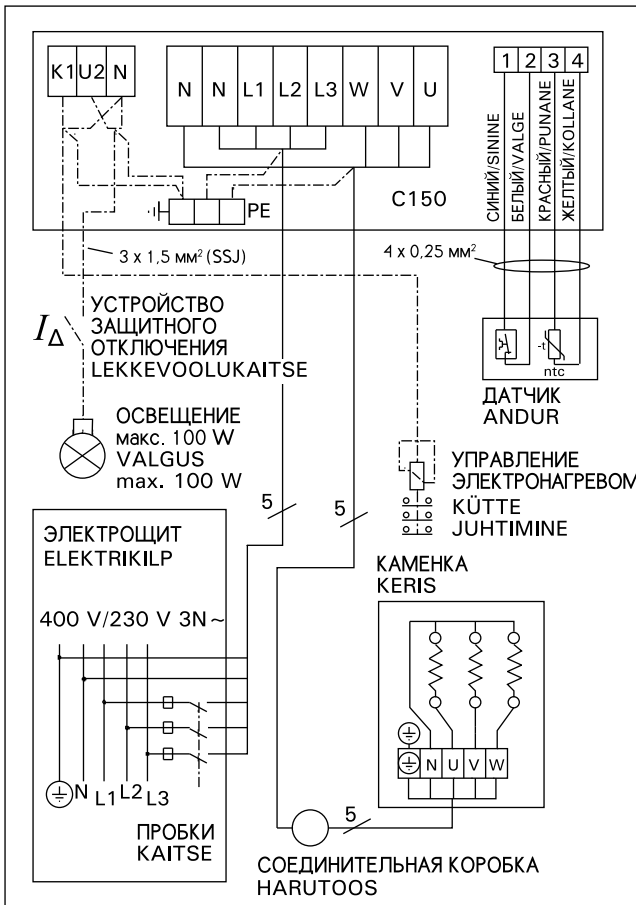 K1 U2 N
N N L1 L2 L3 W V U
1 2 3 4
СИНИЙ/SININE
БЕЛЫЙ/VALGE
КРАСНЫЙ/PUNANE
ЖЕЛТЫЙ/KOLLANE
PE
C150
3 x 1,5 мм² (SSJ)
4 x 0,25 мм²
УСТРОЙСТВО
ЗАЩИТНОГО
ОТКЛЮЧЕНИЯ
LEKKEVOOLUKAITSE
IΔ
-t
ntc
ДАТЧИК
ANDUR
ОСВЕЩЕНИЕ
макс. 100 W
VALGUS
max. 100 W
УПРАВЛЕНИЕ
ЭЛЕКТРОНАГРЕВОМ
KÜTTE
JUHTIMINE
5
5
ЭЛЕКТРОЩИТ
ELEKTRIKILP
400 V/230 V 3N~
КАМЕНКА
KERIS
N U V W
N L1 L2 L3
ПРОБКИ
KAITSE
5
СОЕДИНИТЕЛЬНАЯ КОРОБКА
HARUTOOS